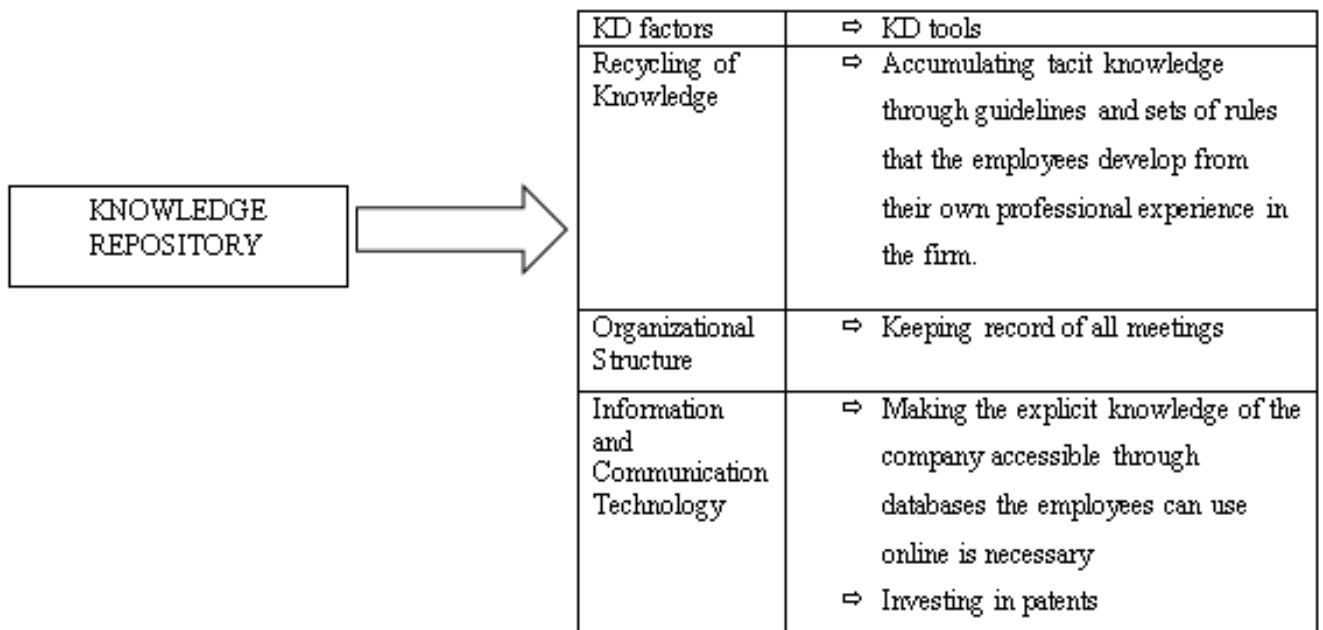 KNOWLEDGE
REPOSITORY
KD factors
⇨ KD tools
Recycling of
Knowledge
⇨ Accumulating tacit knowledge
through guidelines and sets of rules
that the employees develop from
their own professional experience in
the firm.
Organizational
Structure
⇨ Keeping record of all meetings
Information
and
Communication
Technology
⇨ Making the explicit knowledge of the
company accessible through
databases the employees can use
online is necessary
⇨ Investing in patents